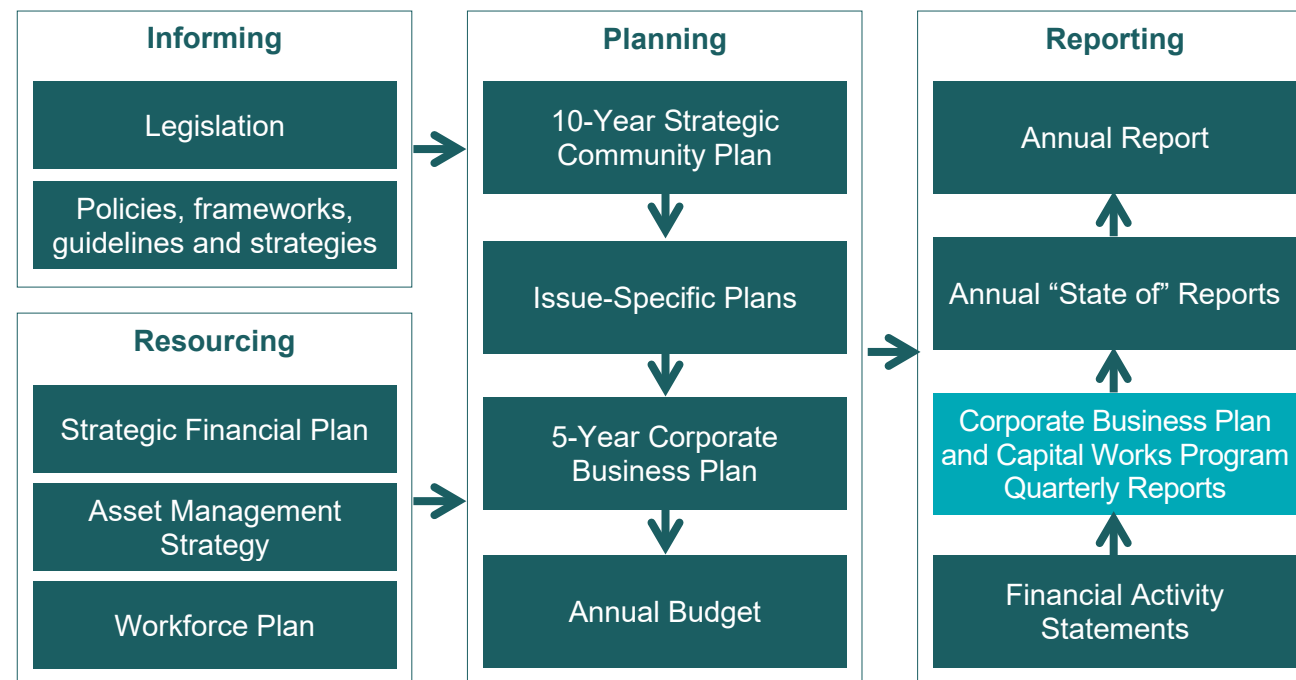 Informing
Legislation
Policies, frameworks,
guidelines and strategies
Resourcing
Strategic Financial Plan
Asset Management
Strategy
Workforce Plan
Planning
10-Year Strategic
Community Plan
Issue-Specific Plans
5-Year Corporate
Business Plan
Annual Budget
Reporting
Annual Report
Annual “State of” Reports
Corporate Business Plan
and Capital Works Program
Quarterly Reports
Financial Activity
Statements